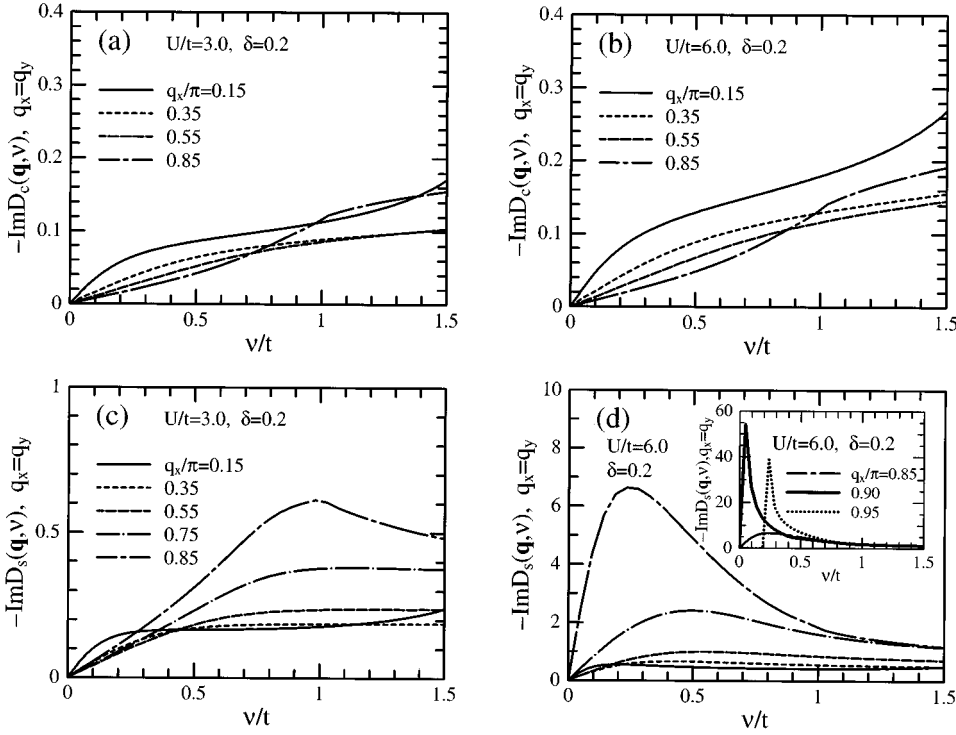 (a) U/t=3.0, δ=0.2
−ImD_c(q,ν), q_x=q_y
q_x/π=0.15
0.35
0.55
0.85
0.4
0.3
0.2
0.1
0
0 0.5 1 1.5
ν/t
(b) U/t=6.0, δ=0.2
−ImD_c(q,ν), q_x=q_y
q_x/π=0.15
0.35
0.55
0.85
0.4
0.3
0.2
0.1
0
0 0.5 1 1.5
ν/t
(c) U/t=3.0, δ=0.2
−ImD_s(q,ν), q_x=q_y
q_x/π=0.15
0.35
0.55
0.75
0.85
1
0.5
0
0 0.5 1 1.5
ν/t
(d)
U/t=6.0
δ=0.2
−ImD_s(q,ν), q_x=q_y
10
8
6
4
2
0
0 0.5 1 1.5
ν/t
−ImD_s(q,ν), q_x=q_y
U/t=6.0, δ=0.2
q_x/π=0.85
0.90
0.95
60
40
20
0
0 0.5 1 1.5
ν/t